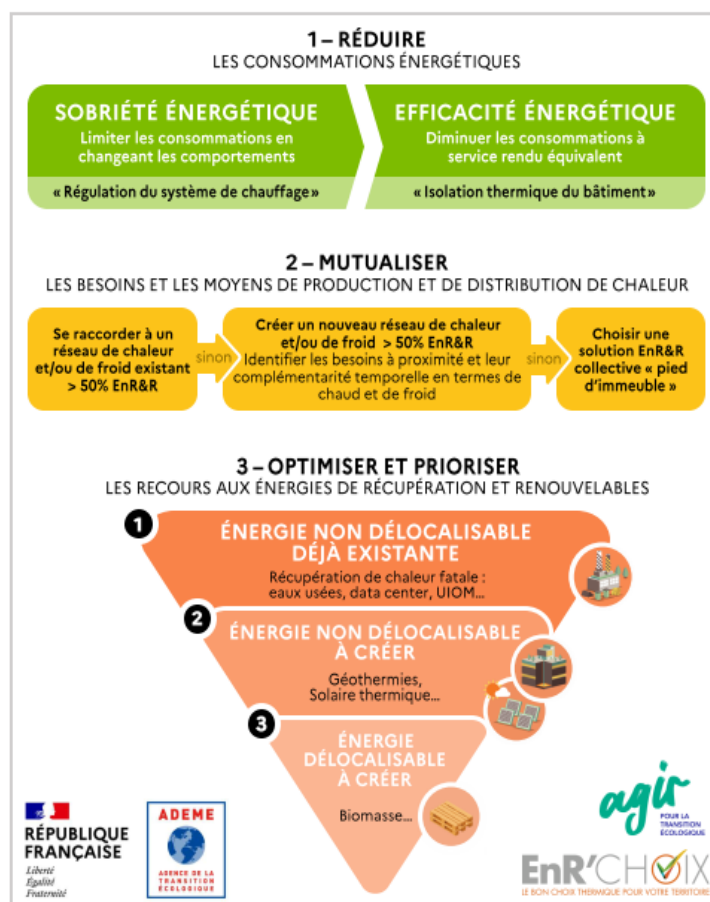 1 – RÉDUIRE
LES CONSOMMATIONS ÉNERGÉTIQUES
SOBRIÉTÉ ÉNERGÉTIQUE
Limiter les consommations en
changeant les comportements
« Régulation du système de chauffage »
EFFICACITÉ ÉNERGÉTIQUE
Diminuer les consommations à
service rendu équivalent
« Isolation thermique du bâtiment »
2 – MUTUALISER
LES BESOINS ET LES MOYENS DE PRODUCTION ET DE DISTRIBUTION DE CHALEUR
Se raccorder à un
réseau de chaleur
et/ou de froid existant
> 50% EnR&R
sinon
Créer un nouveau réseau de chaleur
et/ou de froid > 50% EnR&R
Identifier les besoins à proximité et leur
complémentarité temporelle en termes de
chaud et de froid
sinon
Choisir une
solution EnR&R
collective « pied
d'immeuble »
3 – OPTIMISER ET PRIORISER
LES RECOURS AUX ÉNERGIES DE RÉCUPÉRATION ET RENOUVELABLES
1
ÉNERGIE NON DÉLOCALISABLE
DÉJÀ EXISTANTE
Récupération de chaleur fatale :
eaux usées, data center, UIOM...
2
ÉNERGIE NON DÉLOCALISABLE
À CRÉER
Géothermies,
Solaire thermique...
3
ÉNERGIE
DÉLOCALISABLE
À CRÉER
Biomasse...
RÉPUBLIQUE
FRANÇAISE
Liberté
Égalité
Fraternité
ADEME
AGENCE DE LA
TRANSITION
ÉCOLOGIQUE
agir
POUR LA
TRANSITION
ÉCOLOGIQUE
EnR'CHOIX
LE BON CHOIX THERMIQUE POUR VOTRE TERRITOIRE